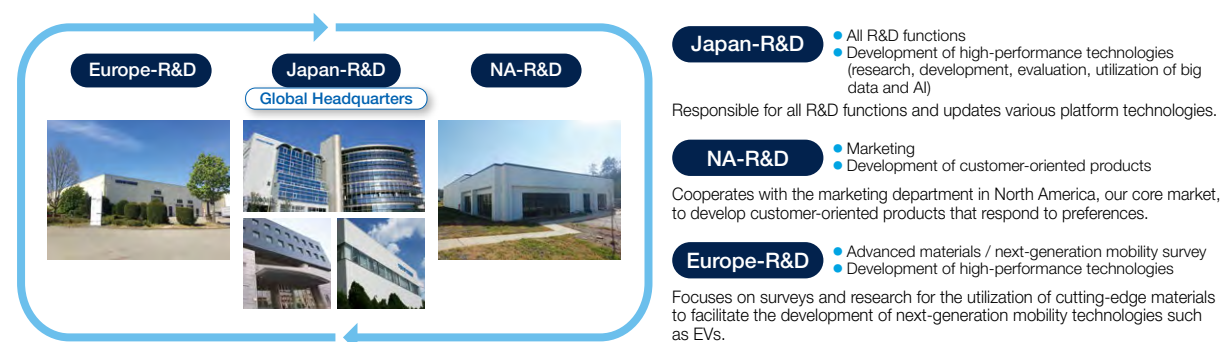 Europe-R&D
Japan-R&D
Global Headquarters
NA-R&D
Japan-R&D
● All R&D functions
● Development of high-performance technologies
(research, development, evaluation, utilization of big
data and AI)
Responsible for all R&D functions and updates various platform technologies.
NA-R&D
● Marketing
● Development of customer-oriented products
Cooperates with the marketing department in North America, our core market,
to develop customer-oriented products that respond to preferences.
Europe-R&D
● Advanced materials / next-generation mobility survey
● Development of high-performance technologies
Focuses on surveys and research for the utilization of cutting-edge materials
to facilitate the development of next-generation mobility technologies such
as EVs.